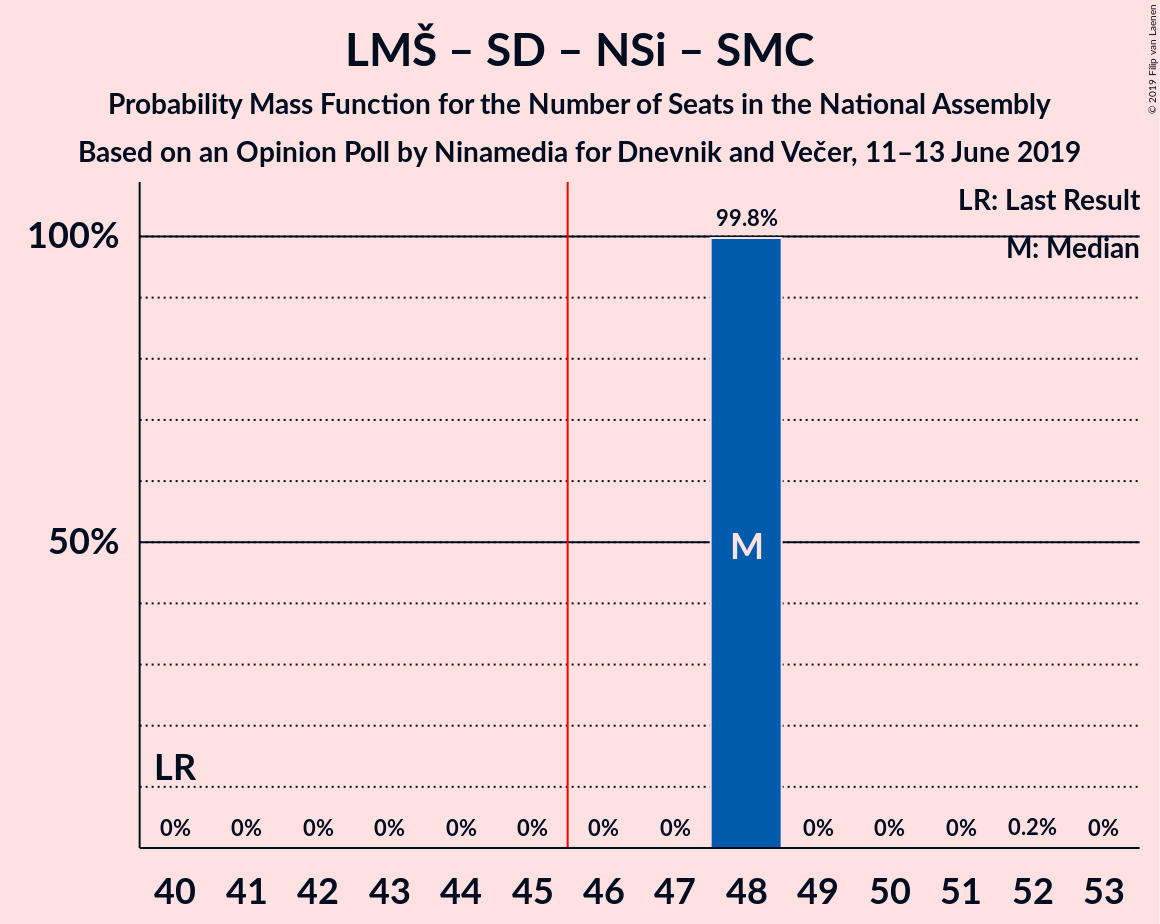 LMŠ – SD – NSi – SMC
Probability Mass Function for the Number of Seats in the National Assembly
Based on an Opinion Poll by Ninamedia for Dnevnik and Večer, 11–13 June 2019
© 2019 Filip van Laenen
LR: Last Result
M: Median
99.8%
100%
50%
M
LR
0% 0% 0% 0% 0% 0% 0% 0% 0% 0% 0% 0.2% 0%
40 41 42 43 44 45 46 47 48 49 50 51 52 53